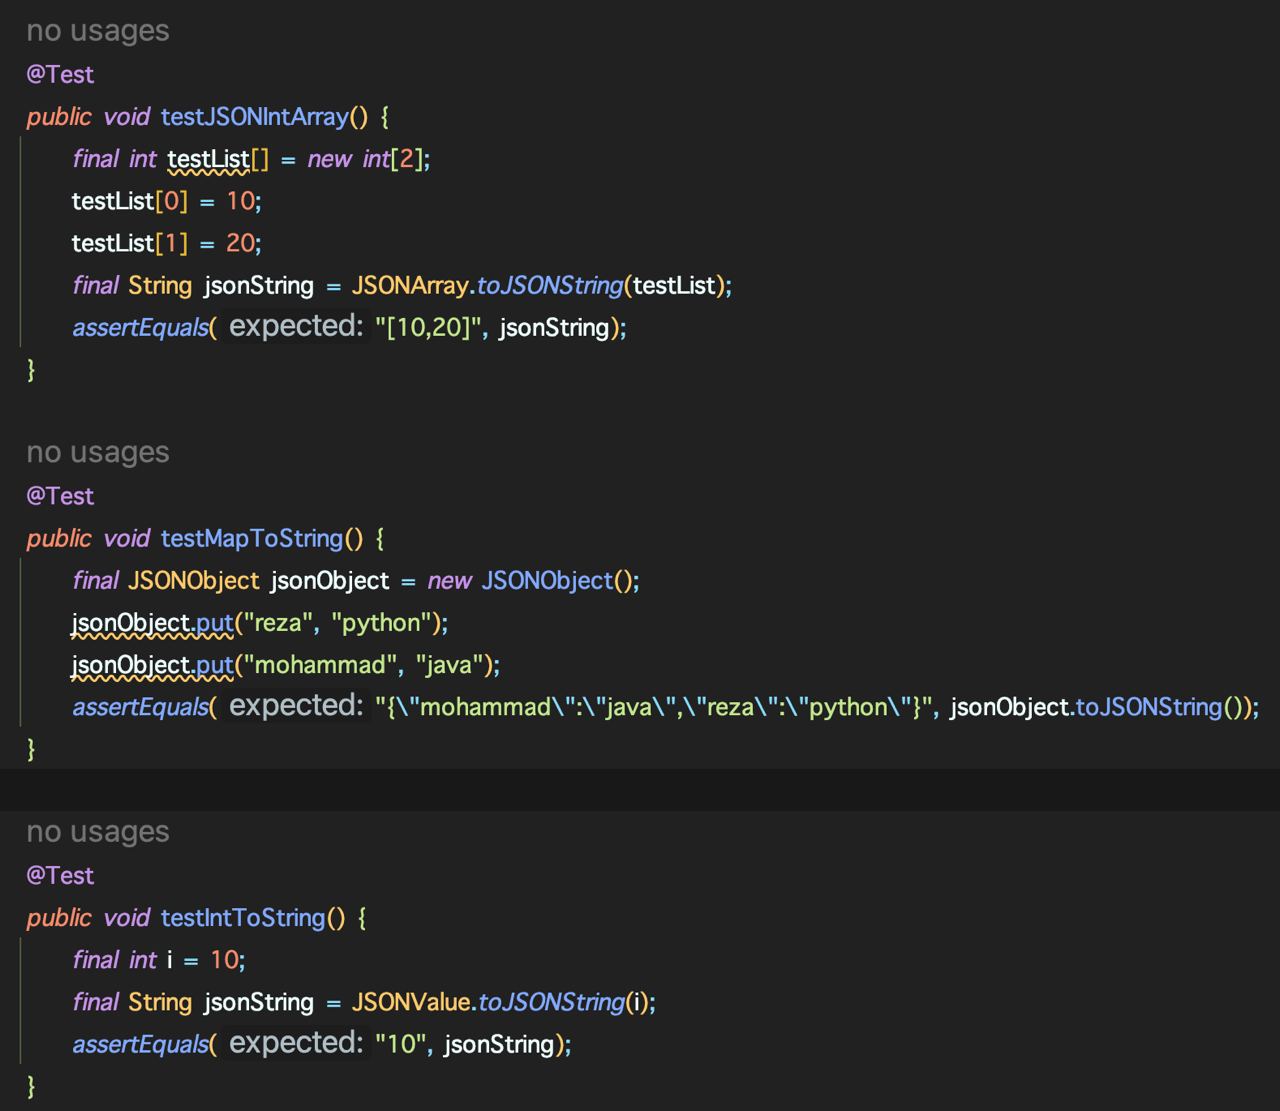 no usages
@Test
public void testJSONIntArray() {
final int testList[] = new int[2];
testList[0] = 10;
testList[1] = 20;
final String jsonString = JSONArray.toJSONString(testList);
assertEquals( expected: "[10,20]", jsonString);
}
no usages
@Test
public void testMapToString() {
final JSONObject jsonObject = new JSONObject();
jsonObject.put("reza", "python");
jsonObject.put("mohammad", "java");
assertEquals( expected: "{\"mohammad\":\"java\",\"reza\":\"python\"}", jsonObject.toJSONString());
}
no usages
@Test
public void testIntToString() {
final int i = 10;
final String jsonString = JSONValue.toJSONString(i);
assertEquals( expected: "10", jsonString);
}